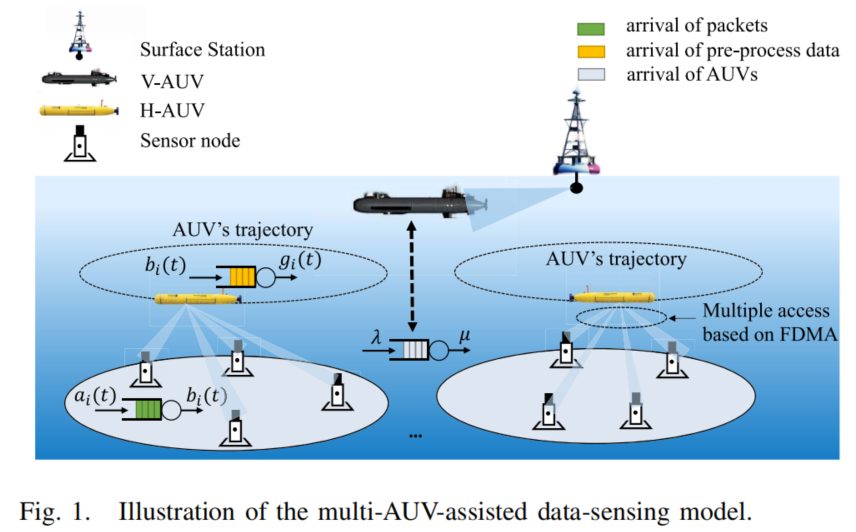 Surface Station
V-AUV
H-AUV
Sensor node
arrival of packets
arrival of pre-process data
arrival of AUVs
AUV's trajectory
b_i(t)
g_i(t)
AUV's trajectory
Multiple access
based on FDMA
λ
μ
a_i(t)
b_i(t)
...
Fig. 1. Illustration of the multi-AUV-assisted data-sensing model.